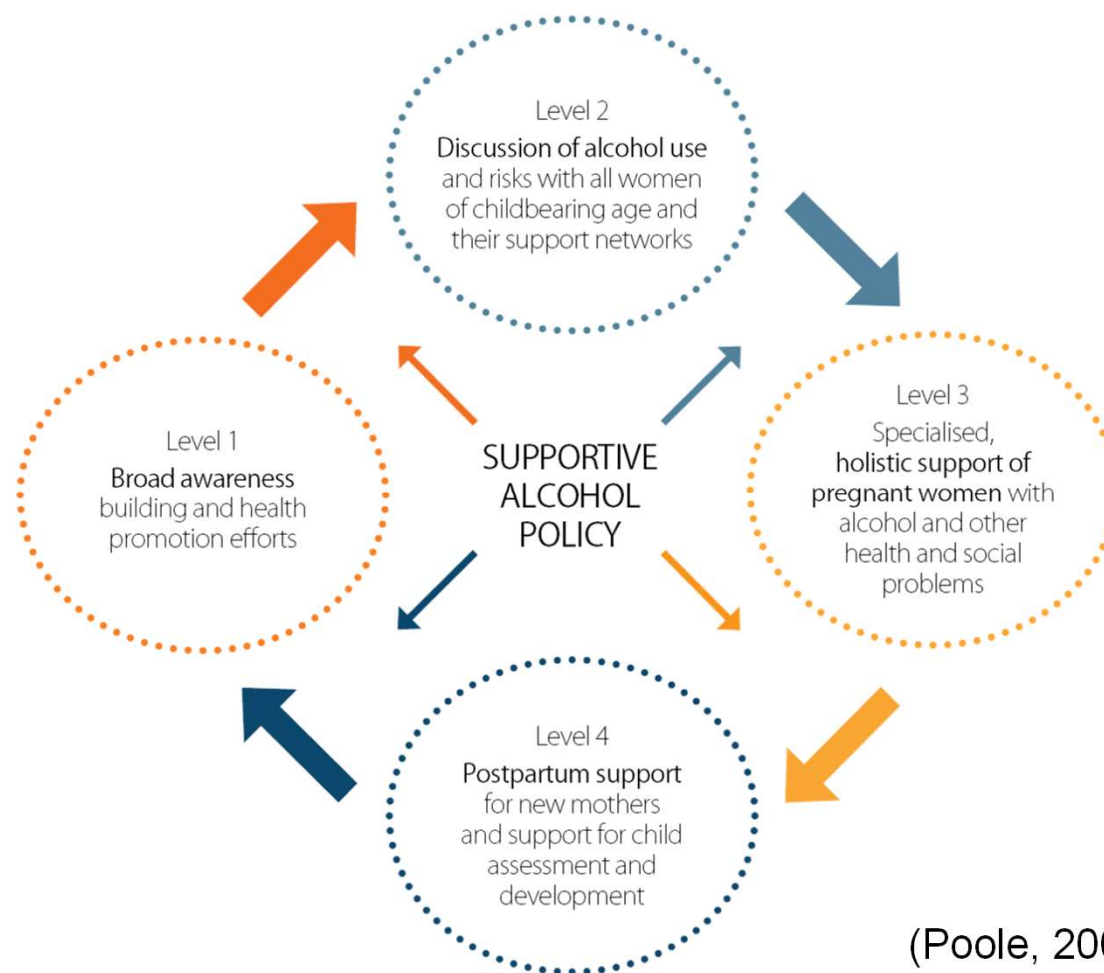 Level 2
Discussion of alcohol use
and risks with all women
of childbearing age and
their support networks
Level 1
Broad awareness
building and health
promotion efforts
SUPPORTIVE
ALCOHOL
POLICY
Level 3
Specialised,
holistic support of
pregnant women with
alcohol and other
health and social
problems
Level 4
Postpartum support
for new mothers
and support for child
assessment and
development
(Poole,